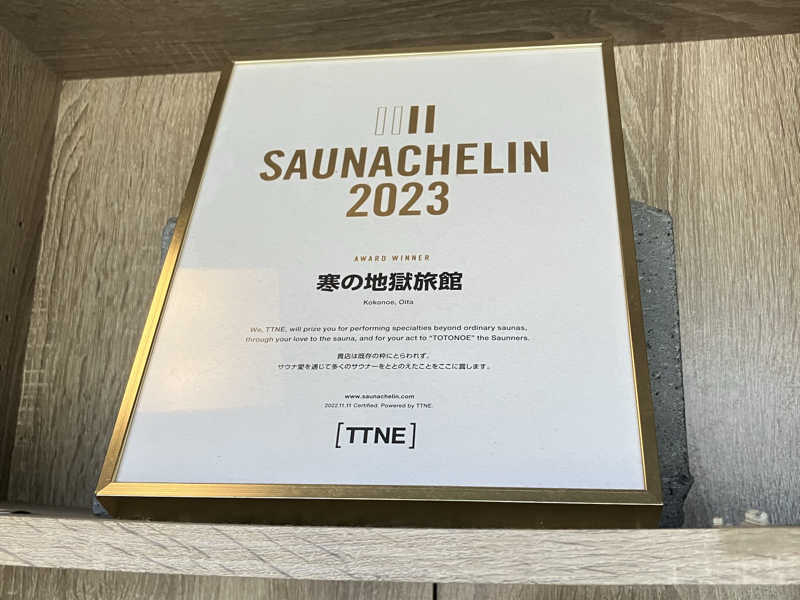 SAUNACHELIN
2023
AWARD WINNER
寒の地獄旅館
Kokonoe, Oita
We, TTNE, will prize you for performing specialties beyond ordinary saunas,
through your love to the sauna, and for your act to "TOTONOE" the Saunners.
貴店は既存の枠にとらわれず、
サウナ愛を通じて多くのサウナーをととのえたことをここに賞します。
www.saunachelin.com
2022.11.11 Certified. Powered by TTNE.
[TTNE]